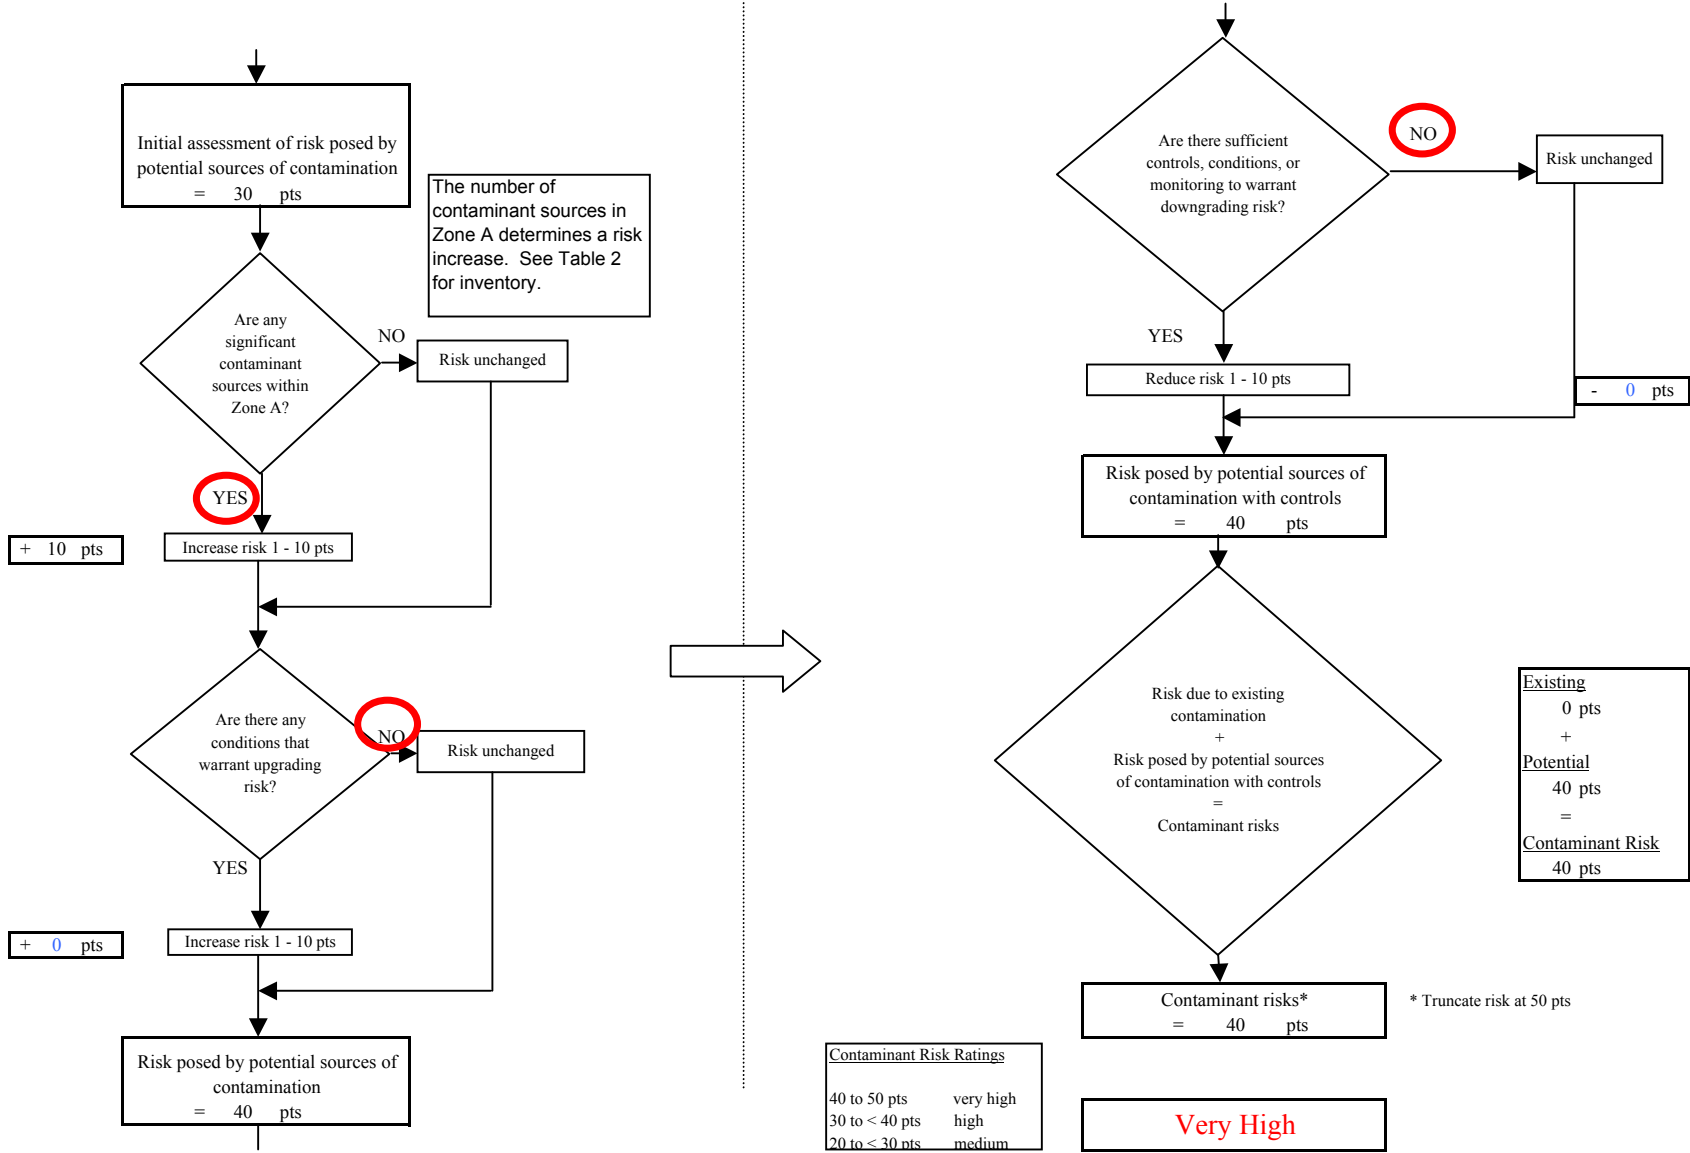 Initial assessment of risk posed by
potential sources of contamination
= 30 pts
The number of
contaminant sources in
Zone A determines a risk
increase. See Table 2
for inventory.
Are any
significant
contaminant
sources within
Zone A?
NO
Risk unchanged
YES
+ 10 pts
Increase risk 1 - 10 pts
Are there any
conditions that
warrant upgrading
risk?
NO
Risk unchanged
YES
+ 0 pts
Increase risk 1 - 10 pts
Risk posed by potential sources of
contamination
= 40 pts
Are there sufficient
controls, conditions, or
monitoring to warrant
downgrading risk?
NO
Risk unchanged
YES
Reduce risk 1 - 10 pts
- 0 pts
Risk posed by potential sources of
contamination with controls
= 40 pts
Risk due to existing
contamination
+
Risk posed by potential sources
of contamination with controls
=
Contaminant risks
Existing
0 pts
+
Potential
40 pts
=
Contaminant Risk
40 pts
Contaminant risks*
= 40 pts
* Truncate risk at 50 pts
Contaminant Risk Ratings
40 to 50 pts very high
30 to < 40 pts high
20 to < 30 pts medium
Very High